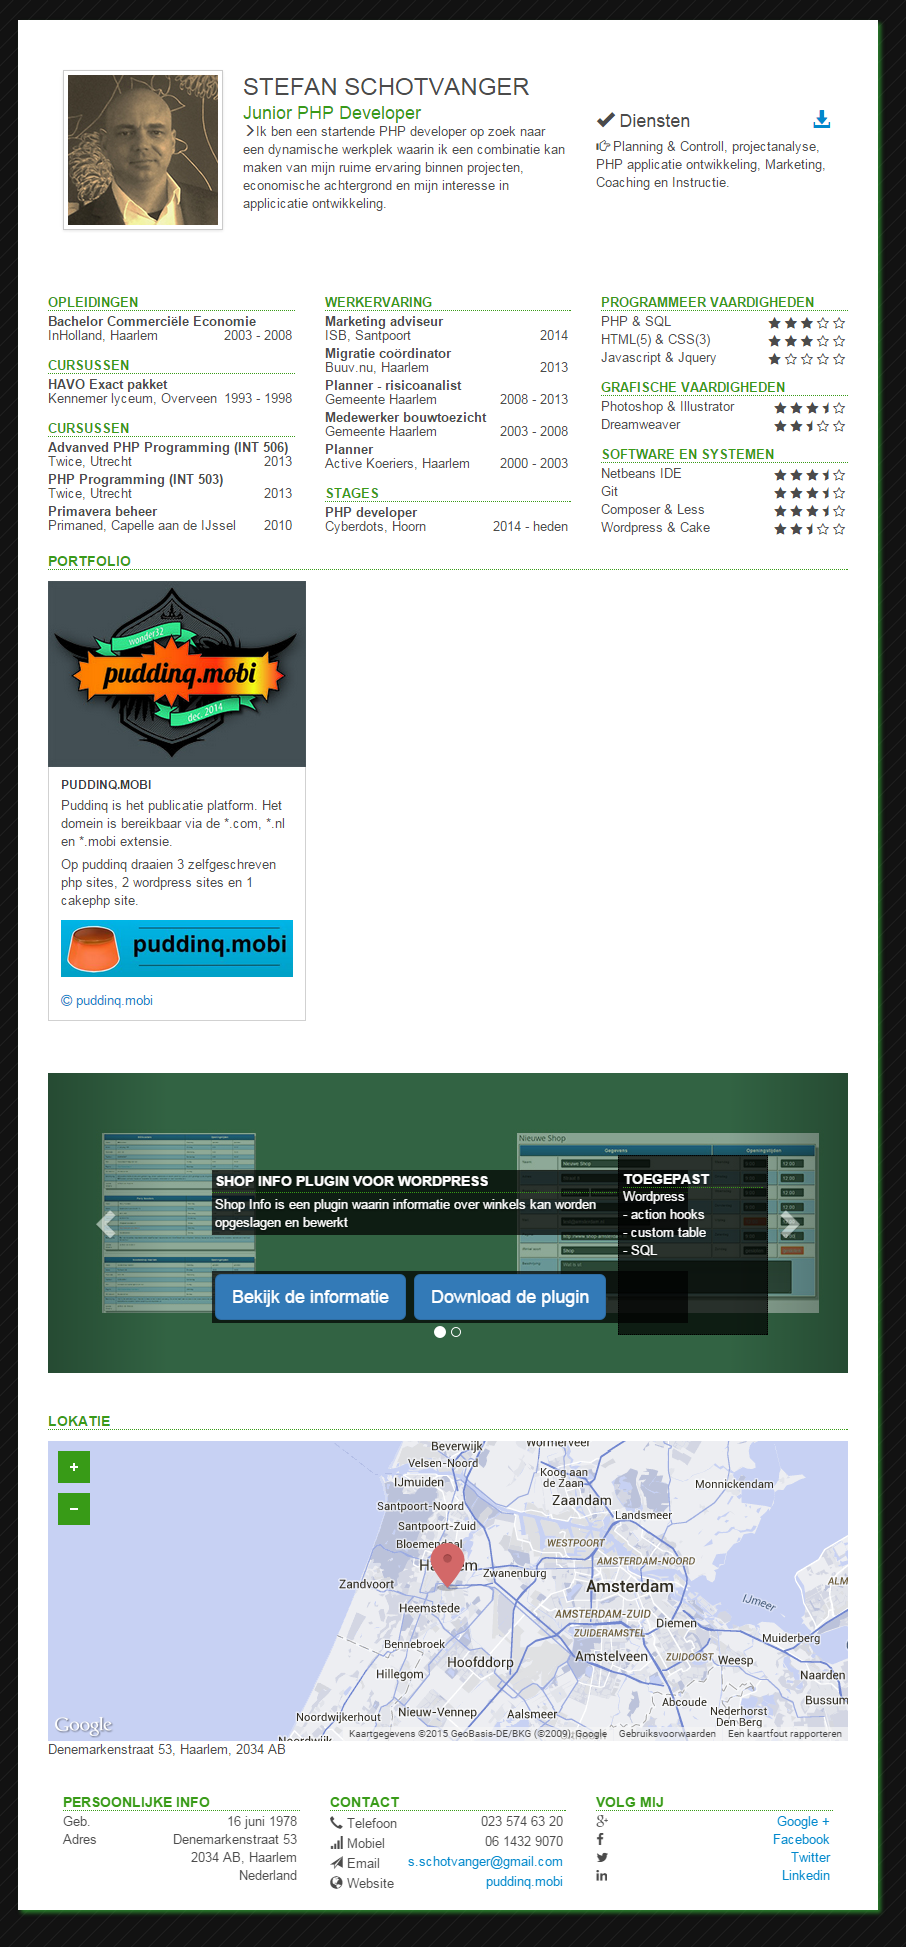 STEFAN SCHOTVANGER
Junior PHP Developer
Ik ben een startende PHP developer op zoek naar
een dynamische werkplek waarin ik een combinatie kan
maken van mijn ruime ervaring binnen projecten,
economische achtergrond en mijn interesse in
applicicatie ontwikkeling.
Diensten
Planning & Controll, projectanalyse,
PHP applicatie ontwikkeling, Marketing,
Coaching en Instructie.
OPLEIDINGEN
Bachelor Commerciële Economie
InHolland, Haarlem 2003 - 2008
CURSUSSEN
HAVO Exact pakket
Kennemer lyceum, Overveen 1993 - 1998
CURSUSSEN
Advanved PHP Programming (INT 506)
Twice, Utrecht 2013
PHP Programming (INT 503)
Twice, Utrecht 2013
Primavera beheer
Primaned, Capelle aan de IJssel 2010
WERKERVARING
Marketing adviseur
ISB, Santpoort 2014
Migratie coördinator
Buuv.nu, Haarlem 2013
Planner - risicoanalist
Gemeente Haarlem 2008 - 2013
Medewerker bouwtoezicht
Gemeente Haarlem 2003 - 2008
Planner
Active Koeriers, Haarlem 2000 - 2003
STAGES
PHP developer
Cyberdots, Hoorn 2014 - heden
PROGRAMMEER VAARDIGHEDEN
PHP & SQL
HTML(5) & CSS(3)
Javascript & Jquery
GRAFISCHE VAARDIGHEDEN
Photoshop & Illustrator
Dreamweaver
SOFTWARE EN SYSTEMEN
Netbeans IDE
Git
Composer & Less
Wordpress & Cake
PORTFOLIO
wonder32
puddinq.mobi
dec. 2014
PUDDINQ.MOBI
Puddinq is het publicatie platform. Het
domein is bereikbaar via de *.com, *.nl
en *.mobi extensie.
Op puddinq draaien 3 zelfgeschreven
php sites, 2 wordpress sites en 1
cakephp site.
puddinq.mobi
© puddinq.mobi
Nieuwe Shop
Gegevens Openingstijden
Nieuwe Shop
SHOP INFO PLUGIN VOOR WORDPRESS
Shop Info is een plugin waarin informatie over winkels kan worden
opgeslagen en bewerkt
TOEGEPAST
Wordpress
- action hooks
- custom table
- SQL
Bekijk de informatie
Download de plugin
LOKATIE
+
−
Beverwijk
Wormerveer
Velsen-Noord
Koog aan
de Zaan
IJmuiden
Monnickendam
Zaandam
Santpoort-Noord
Landsmeer
Santpoort-Zuid
Bloemendaal
WESTPOORT
AMSTERDAM-NOORD
Zwanenburg
Zandvoort
Amsterdam
IJmeer
Heemstede
AMSTERDAM-ZUID
Diemen
ZUIDERAMSTEL
Muiderberg
Bennebroek
Amstelveen
ZUIDOOST
Weesp
Hoofddorp
Hillegom
Naarden
Abcoude
Bussum
Nieuw-Vennep
Aalsmeer
Nederhorst
Den Berg
Noordwijkerhout
Noordwijk
Google
Kaartgegevens ©2015 GeoBasis-DE/BKG (©2009), Google Gebruiksvoorwaarden Een kaartfout rapporteren
Denemarkenstraat 53, Haarlem, 2034 AB
PERSOONLIJKE INFO
Geb. 16 juni 1978
Adres Denemarkenstraat 53
2034 AB, Haarlem
Nederland
CONTACT
Telefoon 023 574 63 20
Mobiel 06 1432 9070
Email s.schotvanger@gmail.com
Website puddinq.mobi
VOLG MIJ
Google +
Facebook
Twitter
Linkedin